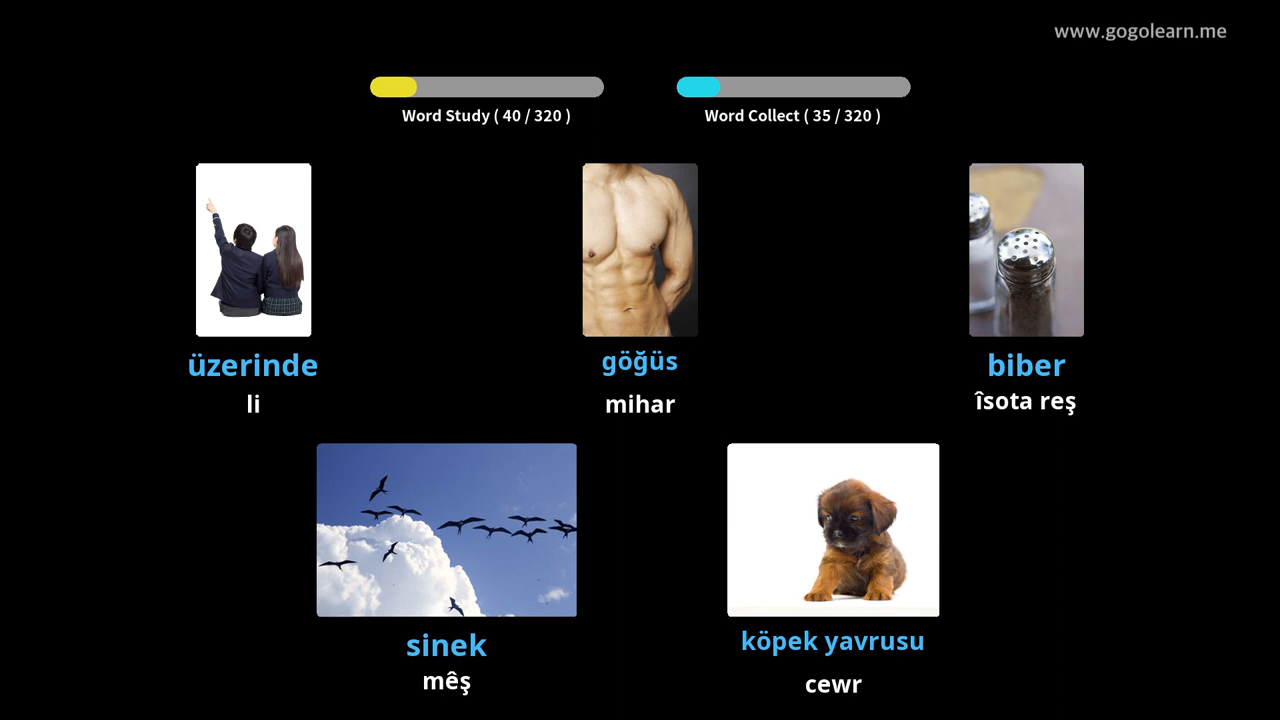 www.gogolearn.me
Word Study ( 40 / 320 )
Word Collect ( 35 / 320 )
üzerinde
li
göğüs
mihar
biber
îsota reş
sinek
mêş
köpek yavrusu
cewr